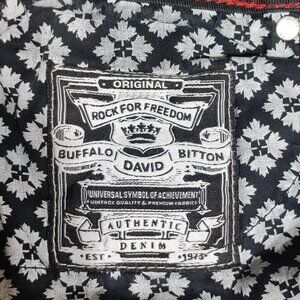 ORIGINAL
ROCK FOR FREEDOM
BUFFALO DAVID BITTON
UNIVERSAL SYMBOL OF ACHIEVEMENT
VINTAGE QUALITY & PREMIUM FABRICS
AUTHENTIC
DENIM
EST 1973